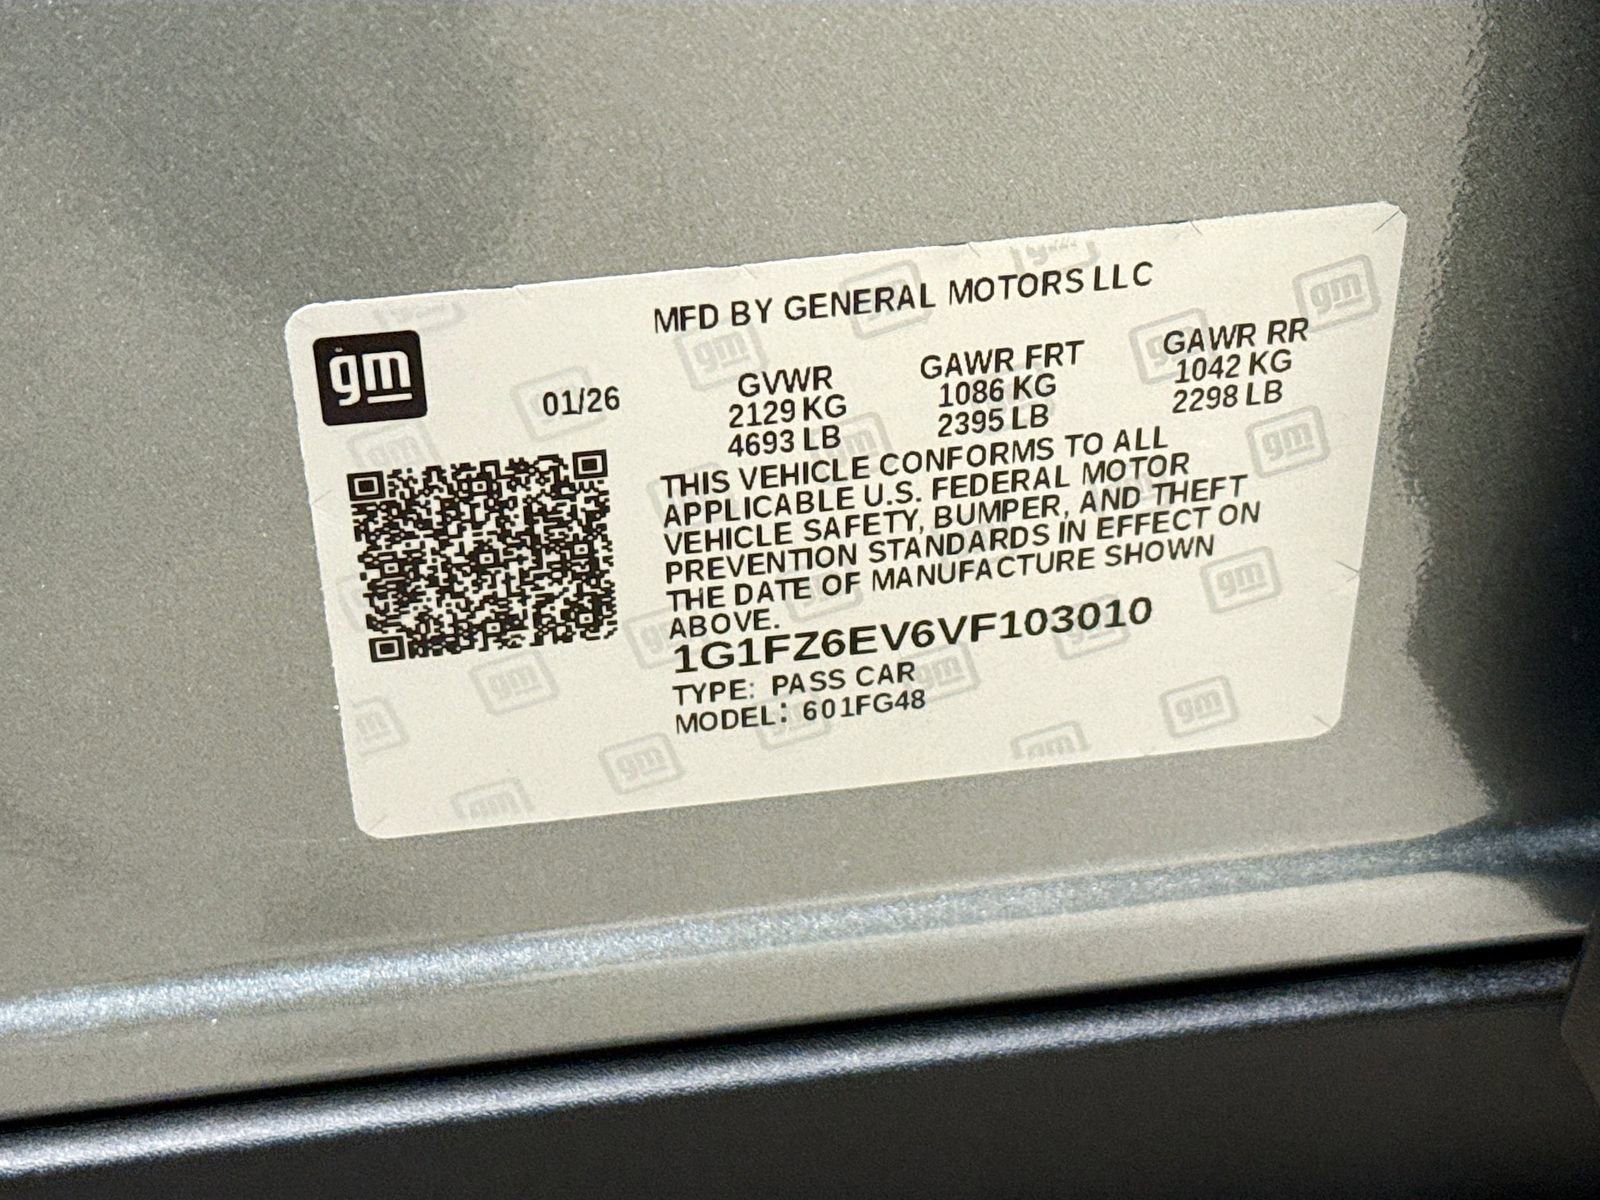 gm
MFD BY GENERAL MOTORS LLC
01/26
GVWR
2129 KG
4693 LB
GAWR FRT
1086 KG
2395 LB
GAWR RR
1042 KG
2298 LB
THIS VEHICLE CONFORMS TO ALL
APPLICABLE U.S. FEDERAL MOTOR
VEHICLE SAFETY, BUMPER, AND THEFT
PREVENTION STANDARDS IN EFFECT ON
THE DATE OF MANUFACTURE SHOWN
ABOVE.
1G1FZ6EV6VF103010
TYPE: PASS CAR
MODEL: 601FG48